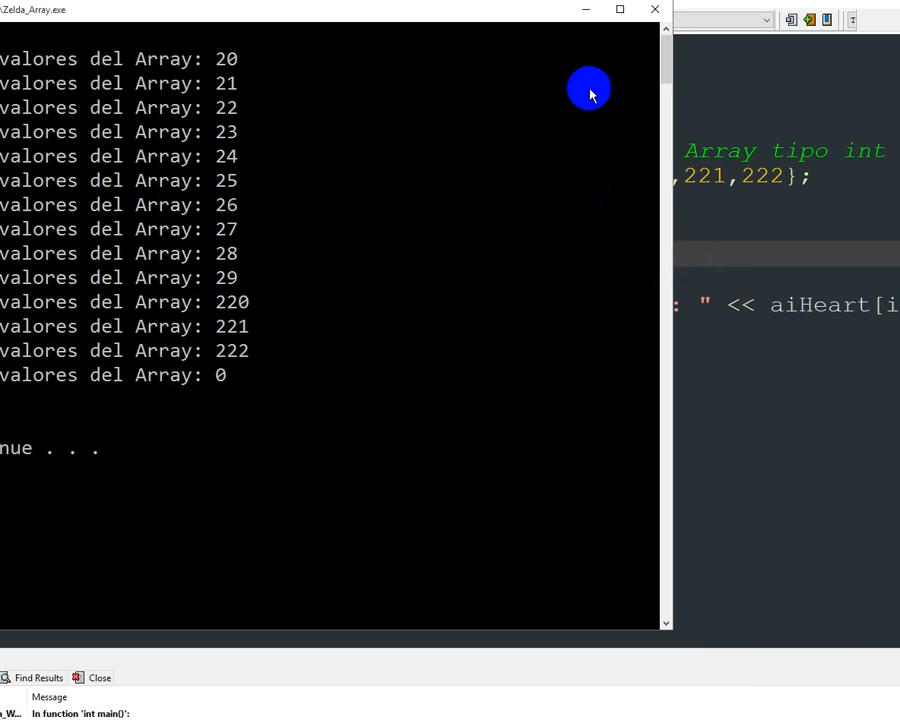 \Zelda_Array.exe
valores del Array: 20
valores del Array: 21
valores del Array: 22
valores del Array: 23
valores del Array: 24
valores del Array: 25
valores del Array: 26
valores del Array: 27
valores del Array: 28
valores del Array: 29
valores del Array: 220
valores del Array: 221
valores del Array: 222
valores del Array: 0
nue . . .
Array tipo int
,221,222};
: " << aiHeart[i
Find Results
Close
Message
a_W... In function 'int main()':